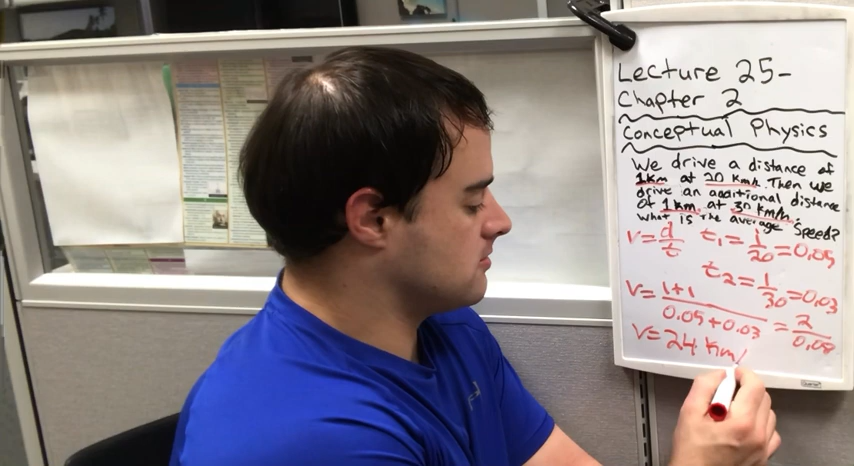 Lecture 25-
Chapter 2
Conceptual Physics
We drive a distance of
1km at 20 km/h. Then we
drive an additional distance
of 1km at 30 km/h.
what is the average speed?
V = d/t t₁ = 1/20 = 0.05
t₂ = 1/30 = 0.03
V = 1+1/0.05+0.03 = 2/0.08
V = 24 km/